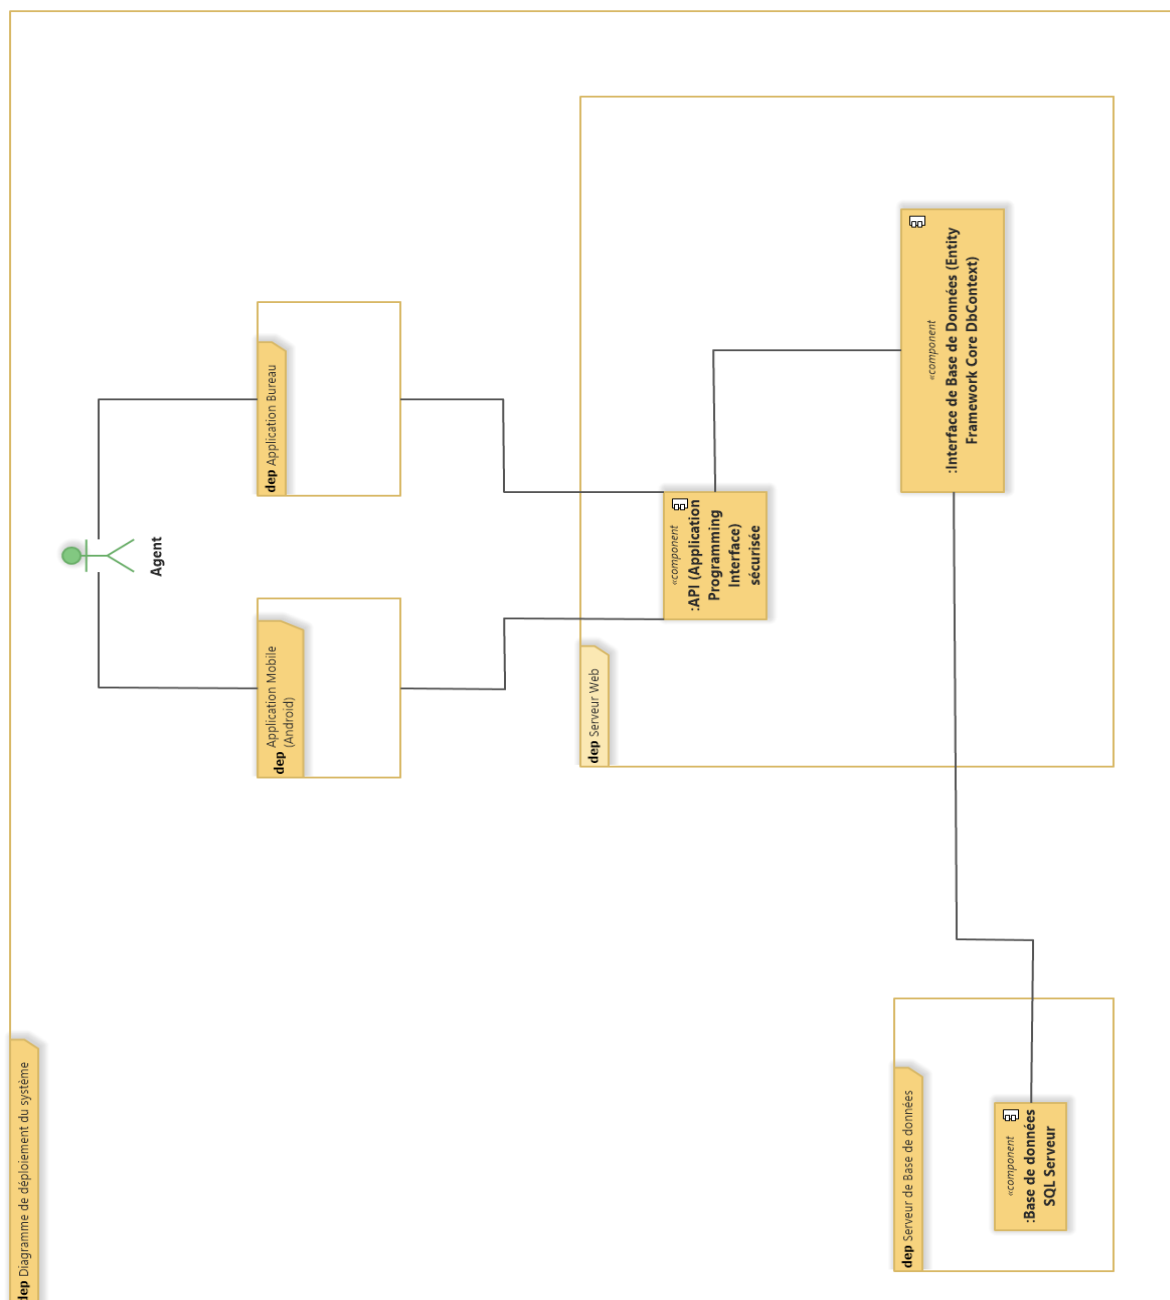 dep Diagramme de déploiement du système
Agent
dep Application Mobile
(Android)
dep Application Bureau
dep Serveur Web
«component»
:API (Application
Programming
Interface)
sécurisée
«component»
:Interface de Base de Données (Entity
Framework Core DbContext)
dep Serveur de Base de données
«component»
:Base de données
SQL Serveur